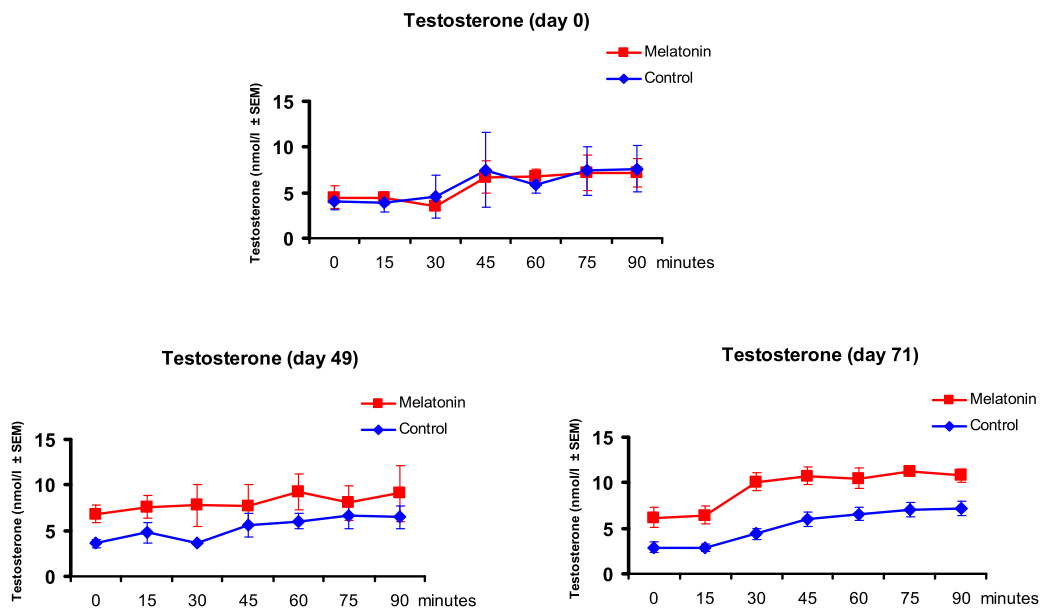 Testosterone (day 0)
Melatonin
Control
Testosterone (nmol/l ± SEM)
15
10
5
0
0 15 30 45 60 75 90 minutes
Testosterone (day 49)
Melatonin
Control
Testosterone (nmol/l ± SEM)
15
10
5
0
0 15 30 45 60 75 90 minutes
Testosterone (day 71)
Melatonin
Control
Testosterone (nmol/l ± SEM)
15
10
5
0
0 15 30 45 60 75 90 minutes